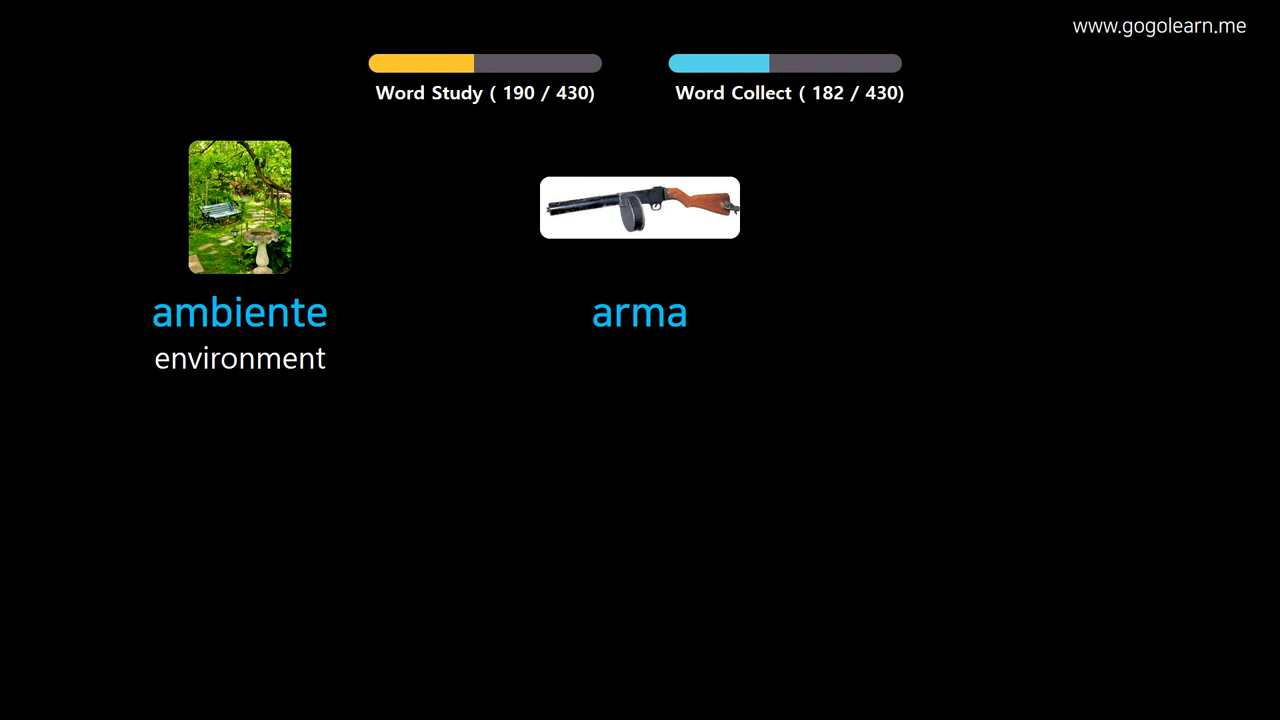 www.gogolearn.me
Word Study ( 190 / 430)
Word Collect ( 182 / 430)
ambiente
environment
arma